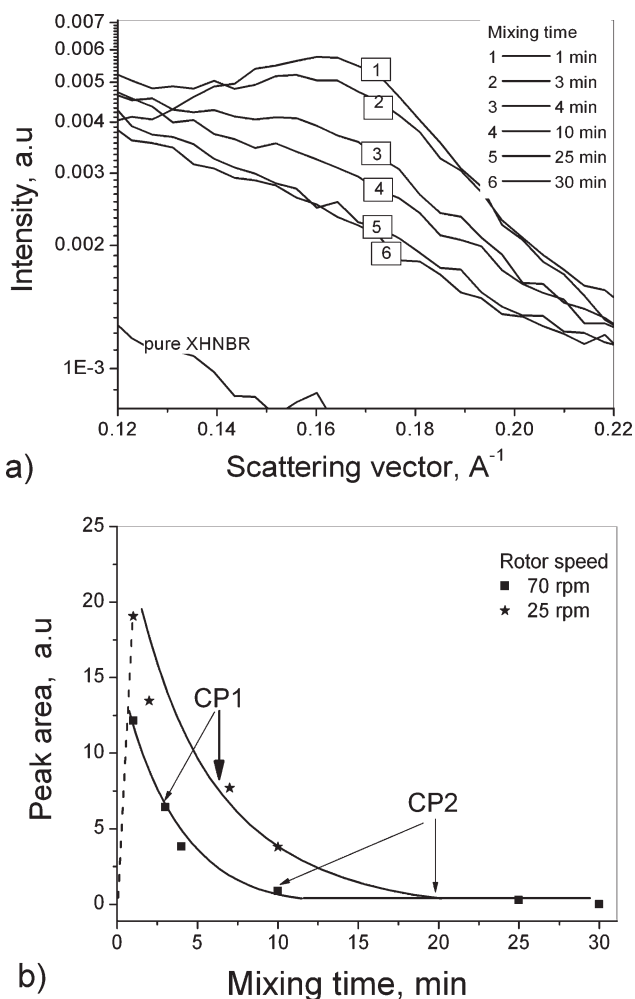 0.007
0.006
0.005
0.004
0.003
0.002
1E-3
Intensity, a.u
Mixing time
1 1 min
2 3 min
3 4 min
4 10 min
5 25 min
6 30 min
1
2
3
4
5
6
pure XHNBR
0.12 0.14 0.16 0.18 0.20 0.22
a) Scattering vector, A⁻¹
25
20
15
10
5
0
Peak area, a.u
Rotor speed
70 rpm
25 rpm
CP1
CP2
0 5 10 15 20 25 30
b) Mixing time, min